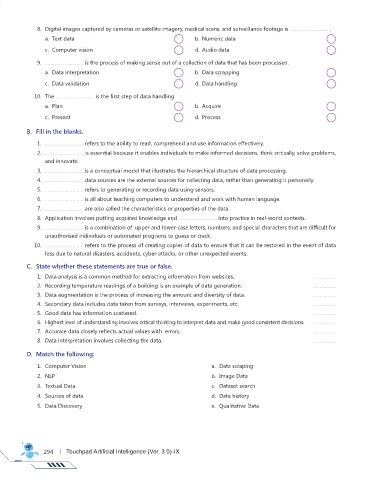 8. Digital images captured by cameras or satellite imagery, medical scans, and surveillance footage is ........................
a. Text data b. Numeric data
c. Computer vision d. Audio data
9. ........................ is the process of making sense out of a collection of data that has been processed.
a. Data interpretation b. Data scrapping
c. Data validation d. Data handling
10. The ........................ is the first step of data handling.
a. Plan b. Acquire
c. Present d. Process
B. Fill in the blanks.
1. ........................ refers to the ability to read, comprehend and use information effectively.
2. ........................ is essential because it enables individuals to make informed decisions, think critically, solve problems,
and innovate.
3. ........................ is a conceptual model that illustrates the hierarchical structure of data processing.
4. ........................ data sources are the external sources for collecting data, rather than generating it personally.
5. ........................ refers to generating or recording data using sensors.
6. ........................ is all about teaching computers to understand and work with human language.
7. ........................ are also called the characteristics or properties of the data.
8. Application involves putting acquired knowledge and ........................ into practice in real-world contexts.
9. ........................ is a combination of upper and lower-case letters, numbers, and special characters that are difficult for
unauthorised individuals or automated programs to guess or crack.
10. ........................ refers to the process of creating copies of data to ensure that it can be restored in the event of data
loss due to natural disasters, accidents, cyber-attacks, or other unexpected events.
C. State whether these statements are true or false.
1. Data analysis is a common method for extracting information from websites. ..............
2. Recording temperature readings of a building is an example of data generation. ..............
3. Data augmentation is the process of increasing the amount and diversity of data. ..............
4. Secondary data includes data taken from surveys, interviews, experiments, etc. ..............
5. Good data has information scattered. ..............
6. Highest level of understanding involves critical thinking to interpret data and make good consistent decisions. ..............
7. Accurate data closely reflects actual values with errors. ..............
8. Data interpretation involves collecting the data. ..............
D. Match the following:
1. Computer Vision a. Data scraping
2. NLP b. Image Data
3. Textual Data c. Dataset search
4. Sources of data d. Data history
5. Data Discovery e. Qualitative Data
294 | Touchpad Artificial Intelligence (Ver. 3.0)-IX